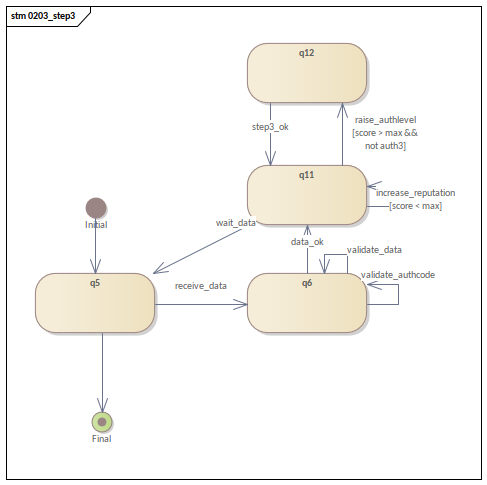 stm 0203_step3
q12
step3_ok
raise_authlevel
[score > max &&
not auth3]
q11
increase_reputation
[score < max]
Initial
wait_data
data_ok
validate_data
q5
receive_data
q6
validate_authcode
Final